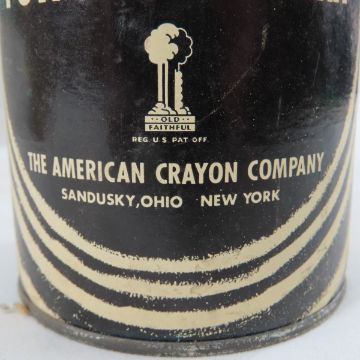 OLD
FAITHFUL
REG. U.S. PAT. OFF.
THE AMERICAN CRAYON COMPANY
SANDUSKY, OHIO NEW YORK